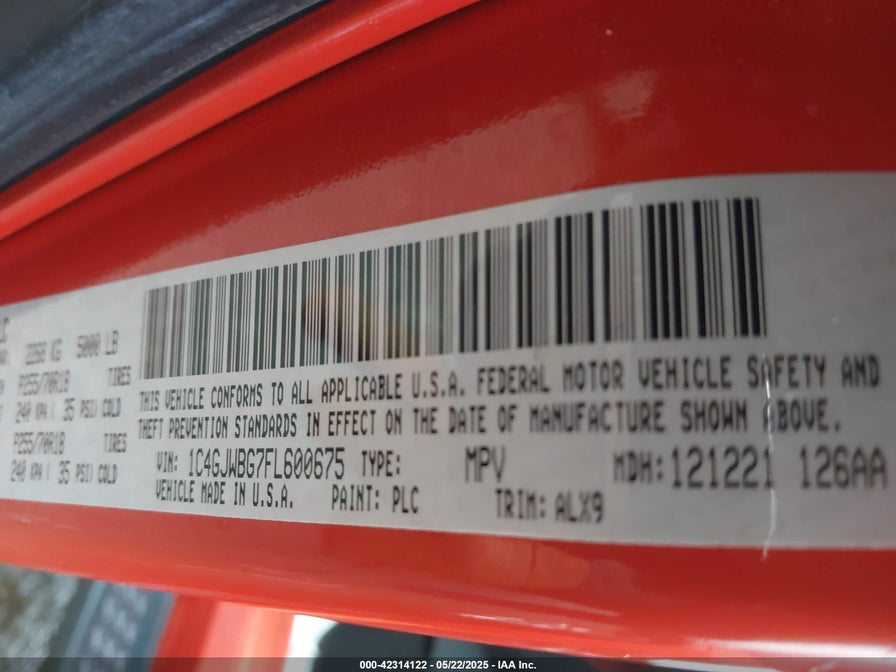 2268 KG 5000 LB
P255/70R18 TIRES
240 KPA( 35 PSI) COLD
P255/70R18 TIRES
240 KPA( 35 PSI) COLD
THIS VEHICLE CONFORMS TO ALL APPLICABLE U.S.A. FEDERAL MOTOR VEHICLE SAFETY AND
THEFT PREVENTION STANDARDS IN EFFECT ON THE DATE OF MANUFACTURE SHOWN ABOVE.
VIN: 1C4GJWBG7FL600675 TYPE: MPV MDH: 121221 126AA
VEHICLE MADE IN U.S.A. PAINT: PLC TRIM: ALX9
000-42314122 - 05/22/2025 - IAA Inc.